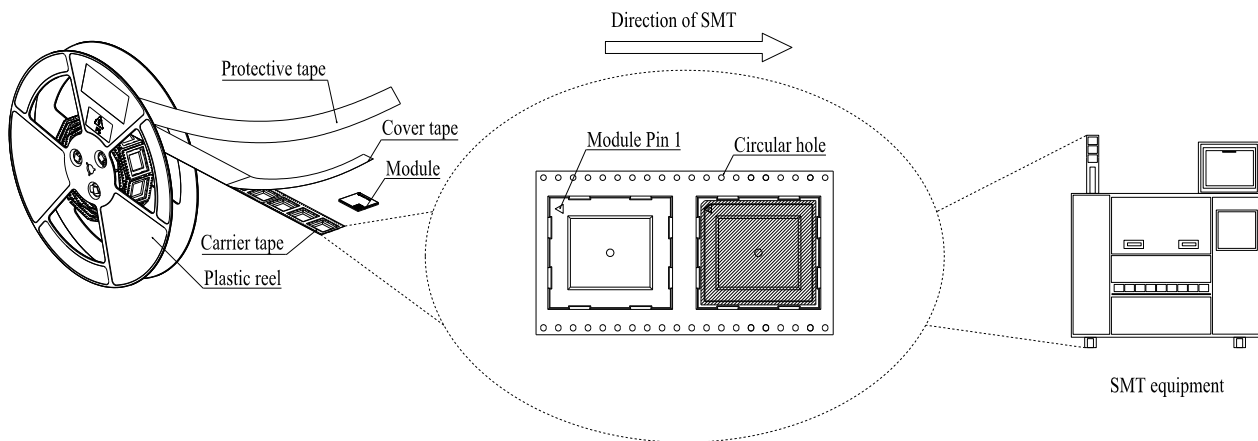 Direction of SMT
Protective tape
Cover tape
Module
Module Pin 1
Circular hole
Carrier tape
Plastic reel
SMT equipment